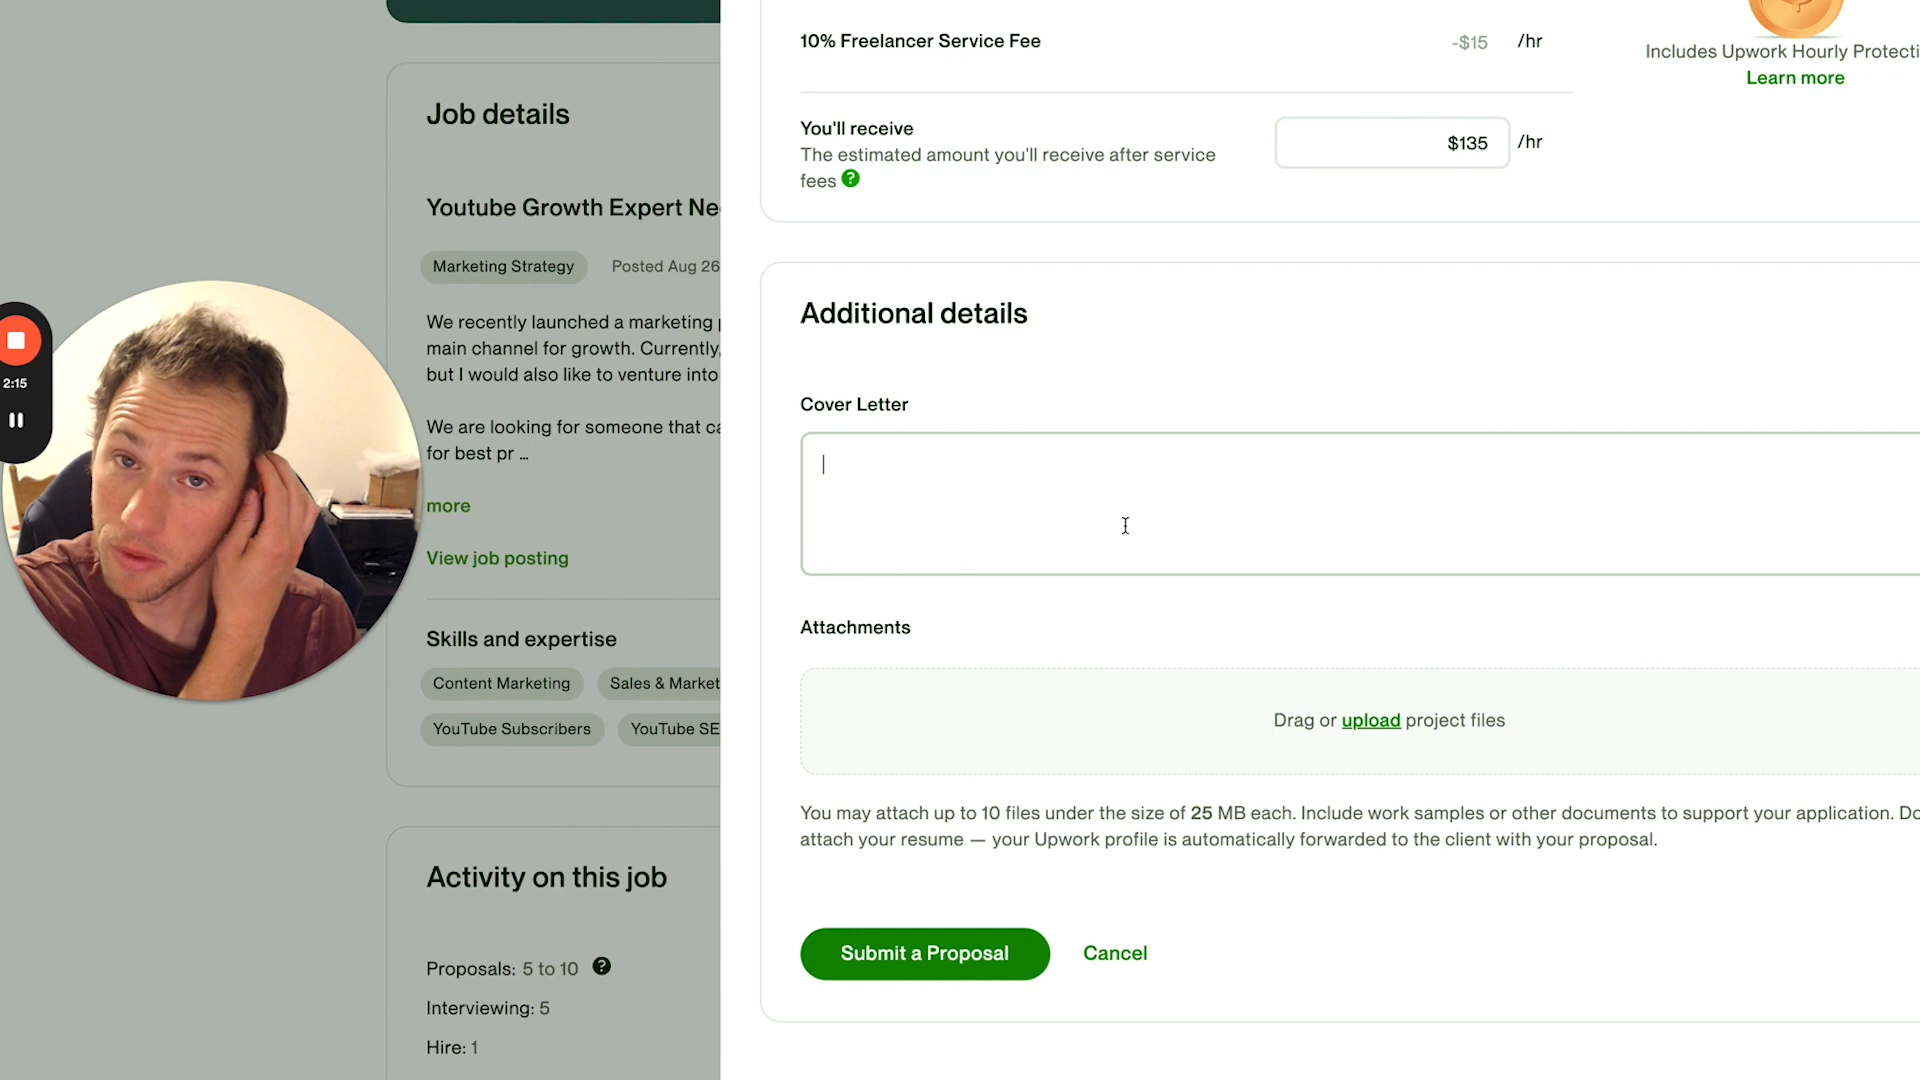 Job details
Youtube Growth Expert Ne
Marketing Strategy
Posted Aug 26
We recently launched a marketing
main channel for growth. Currently,
but I would also like to venture into
We are looking for someone that ca
for best pr …
more
View job posting
Skills and expertise
Content Marketing
Sales & Market
YouTube Subscribers
YouTube SE
Activity on this job
Proposals: 5 to 10
Interviewing: 5
Hire: 1
2:15
10% Freelancer Service Fee
-$15 /hr
Includes Upwork Hourly Protecti
Learn more
You'll receive
The estimated amount you'll receive after service
fees ?
$135 /hr
Additional details
Cover Letter
Attachments
Drag or upload project files
You may attach up to 10 files under the size of 25 MB each. Include work samples or other documents to support your application. Do
attach your resume — your Upwork profile is automatically forwarded to the client with your proposal.
Submit a Proposal
Cancel